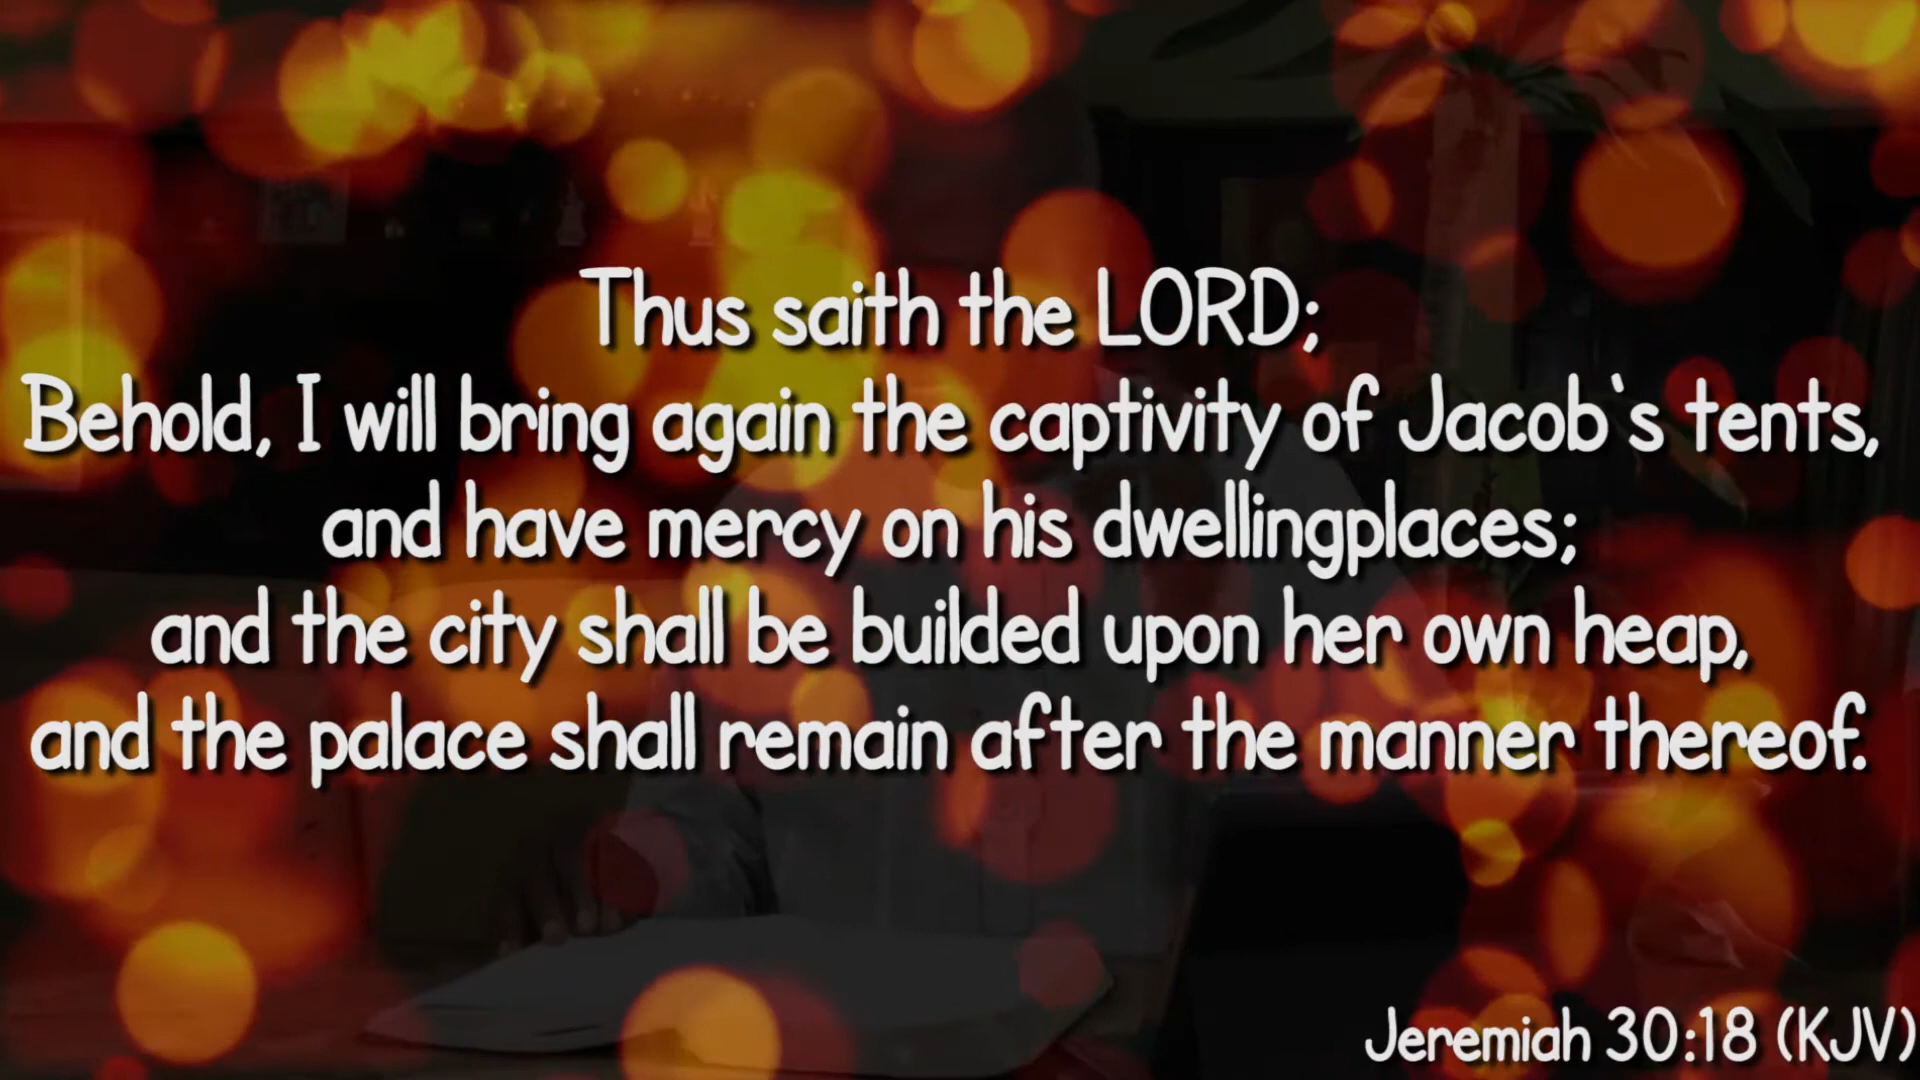 Thus saith the LORD;
Behold, I will bring again the captivity of Jacob's tents,
and have mercy on his dwellingplaces;
and the city shall be builded upon her own heap,
and the palace shall remain after the manner thereof.
Jeremiah 30:18 (KJV)